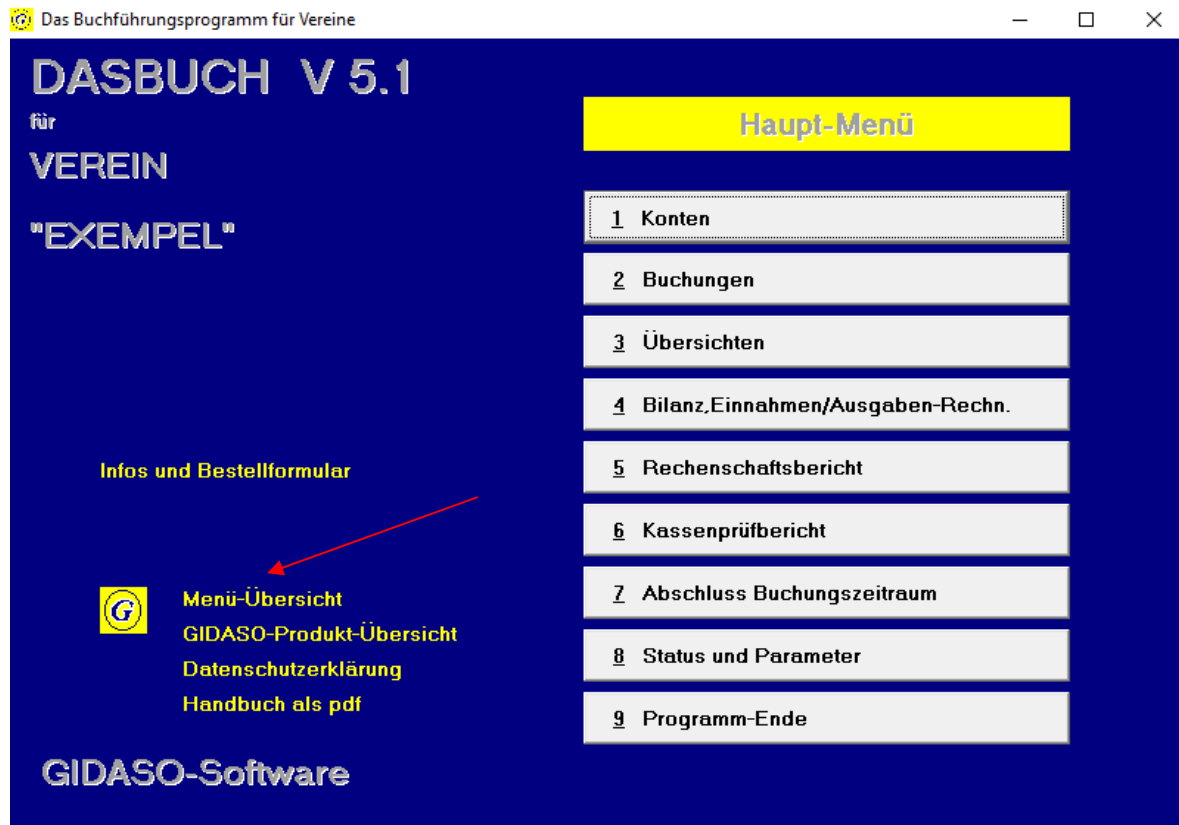 Das Buchführungsprogramm für Vereine
DASBUCH V 5.1
für
VEREIN
"EXEMPEL"
Haupt-Menü
1 Konten
2 Buchungen
3 Übersichten
4 Bilanz,Einnahmen/Ausgaben-Rechn.
5 Rechenschaftsbericht
6 Kassenprüfbericht
7 Abschluss Buchungszeitraum
8 Status und Parameter
9 Programm-Ende
Infos und Bestellformular
G
Menü-Übersicht
GIDASO-Produkt-Übersicht
Datenschutzerklärung
Handbuch als pdf
GIDASO-Software